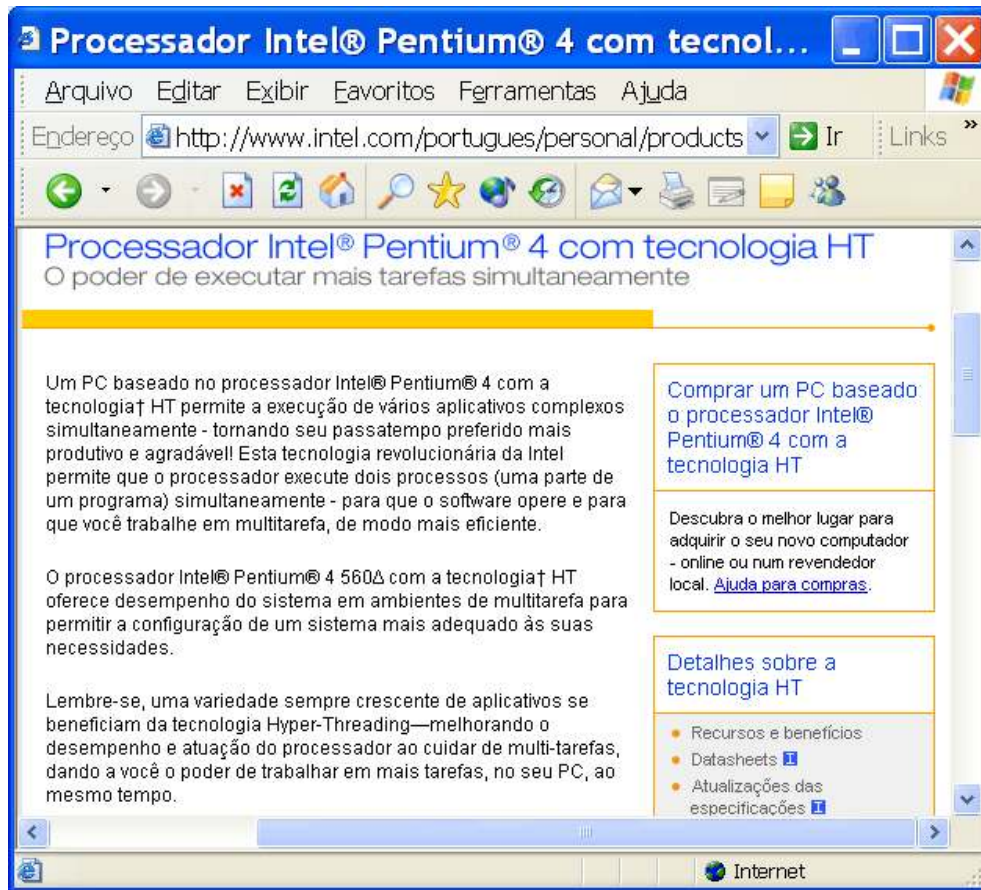 Processador Intel® Pentium® 4 com tecnol...
Arquivo Editar Exibir Favoritos Ferramentas Ajuda
Endereço http://www.intel.com/portugues/personal/products Ir Links »
Processador Intel® Pentium® 4 com tecnologia HT
O poder de executar mais tarefas simultaneamente
Um PC baseado no processador Intel® Pentium® 4 com a
tecnologia† HT permite a execução de vários aplicativos complexos
simultaneamente - tornando seu passatempo preferido mais
produtivo e agradável! Esta tecnologia revolucionária da Intel
permite que o processador execute dois processos (uma parte de
um programa) simultaneamente - para que o software opere e para
que você trabalhe em multitarefa, de modo mais eficiente.
O processador Intel® Pentium® 4 560Δ com a tecnologia† HT
oferece desempenho do sistema em ambientes de multitarefa para
permitir a configuração de um sistema mais adequado às suas
necessidades.
Lembre-se, uma variedade sempre crescente de aplicativos se
beneficiam da tecnologia Hyper-Threading—melhorando o
desempenho e atuação do processador ao cuidar de multi-tarefas,
dando a você o poder de trabalhar em mais tarefas, no seu PC, ao
mesmo tempo.
Comprar um PC baseado
o processador Intel®
Pentium® 4 com a
tecnologia HT
Descubra o melhor lugar para
adquirir o seu novo computador
- online ou num revendedor
local. Ajuda para compras.
Detalhes sobre a
tecnologia HT
• Recursos e benefícios
• Datasheets
• Atualizações das
especificações
Internet